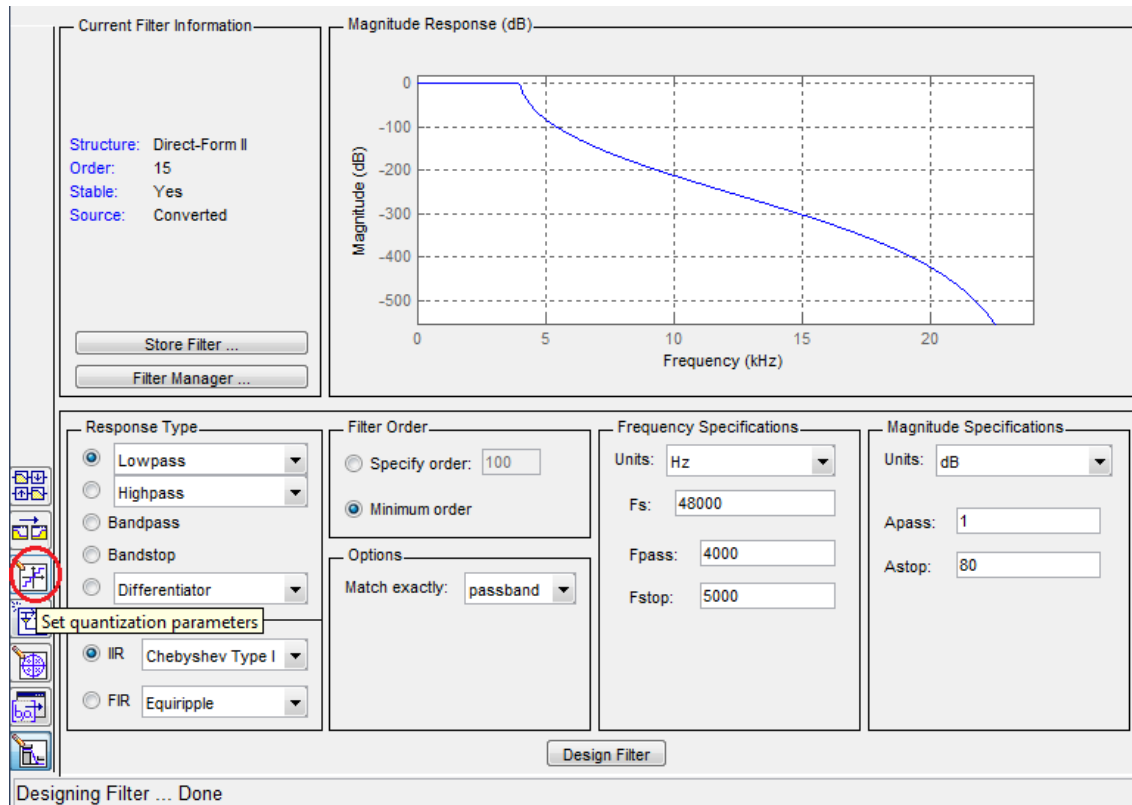 Current Filter Information
Structure: Direct-Form II
Order: 15
Stable: Yes
Source: Converted
Store Filter ...
Filter Manager ...
Magnitude Response (dB)
0
-100
-200
-300
-400
-500
Magnitude (dB)
0 5 10 15 20
Frequency (kHz)
Response Type
Lowpass
Highpass
Bandpass
Bandstop
Differentiator
Set quantization parameters
IIR Chebyshev Type I
FIR Equiripple
Filter Order
Specify order: 100
Minimum order
Options
Match exactly: passband
Frequency Specifications
Units: Hz
Fs: 48000
Fpass: 4000
Fstop: 5000
Magnitude Specifications
Units: dB
Apass: 1
Astop: 80
Design Filter
Designing Filter ... Done